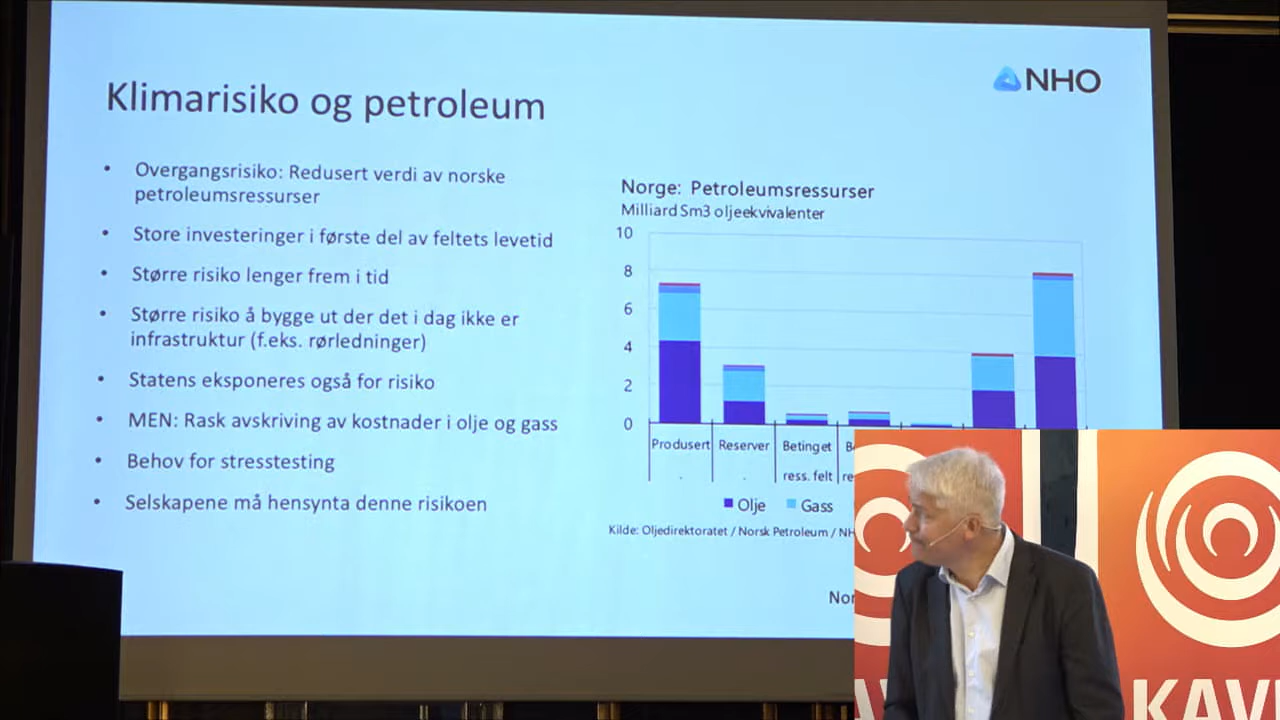 NHO
Klimarisiko og petroleum
• Overgangsrisiko: Redusert verdi av norske
petroleumsressurser
• Store investeringer i første del av feltets levetid
• Større risiko lenger frem i tid
• Større risiko å bygge ut der det i dag ikke er
infrastruktur (f.eks. rørledninger)
• Statens eksponeres også for risiko
• MEN: Rask avskriving av kostnader i olje og gass
• Behov for stresstesting
• Selskapene må hensynta denne risikoen
Norge: Petroleumsressurser
Milliard Sm3 oljeekvivalenter
10
8
6
4
2
0
Produsert Reserver Betinget
ress. felt
Olje Gass
Kilde: Oljedirektoratet / Norsk Petroleum /